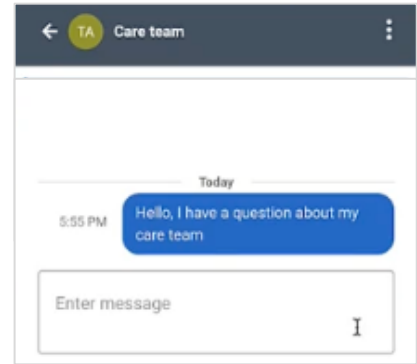 TA Care team
Today
5:55 PM
Hello, I have a question about my
care team
Enter message